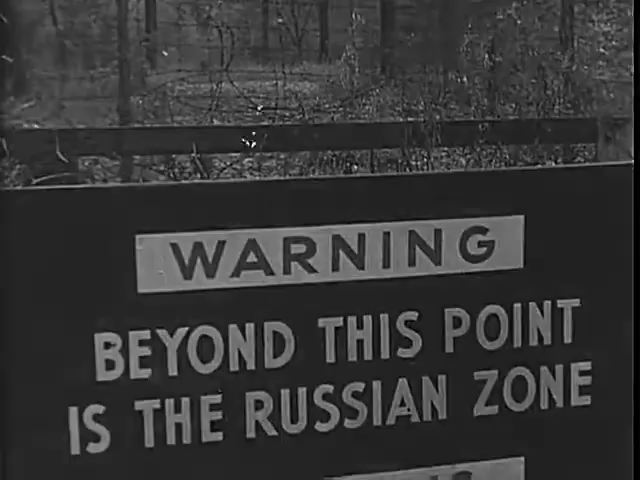 WARNING
BEYOND THIS POINT
IS THE RUSSIAN ZONE